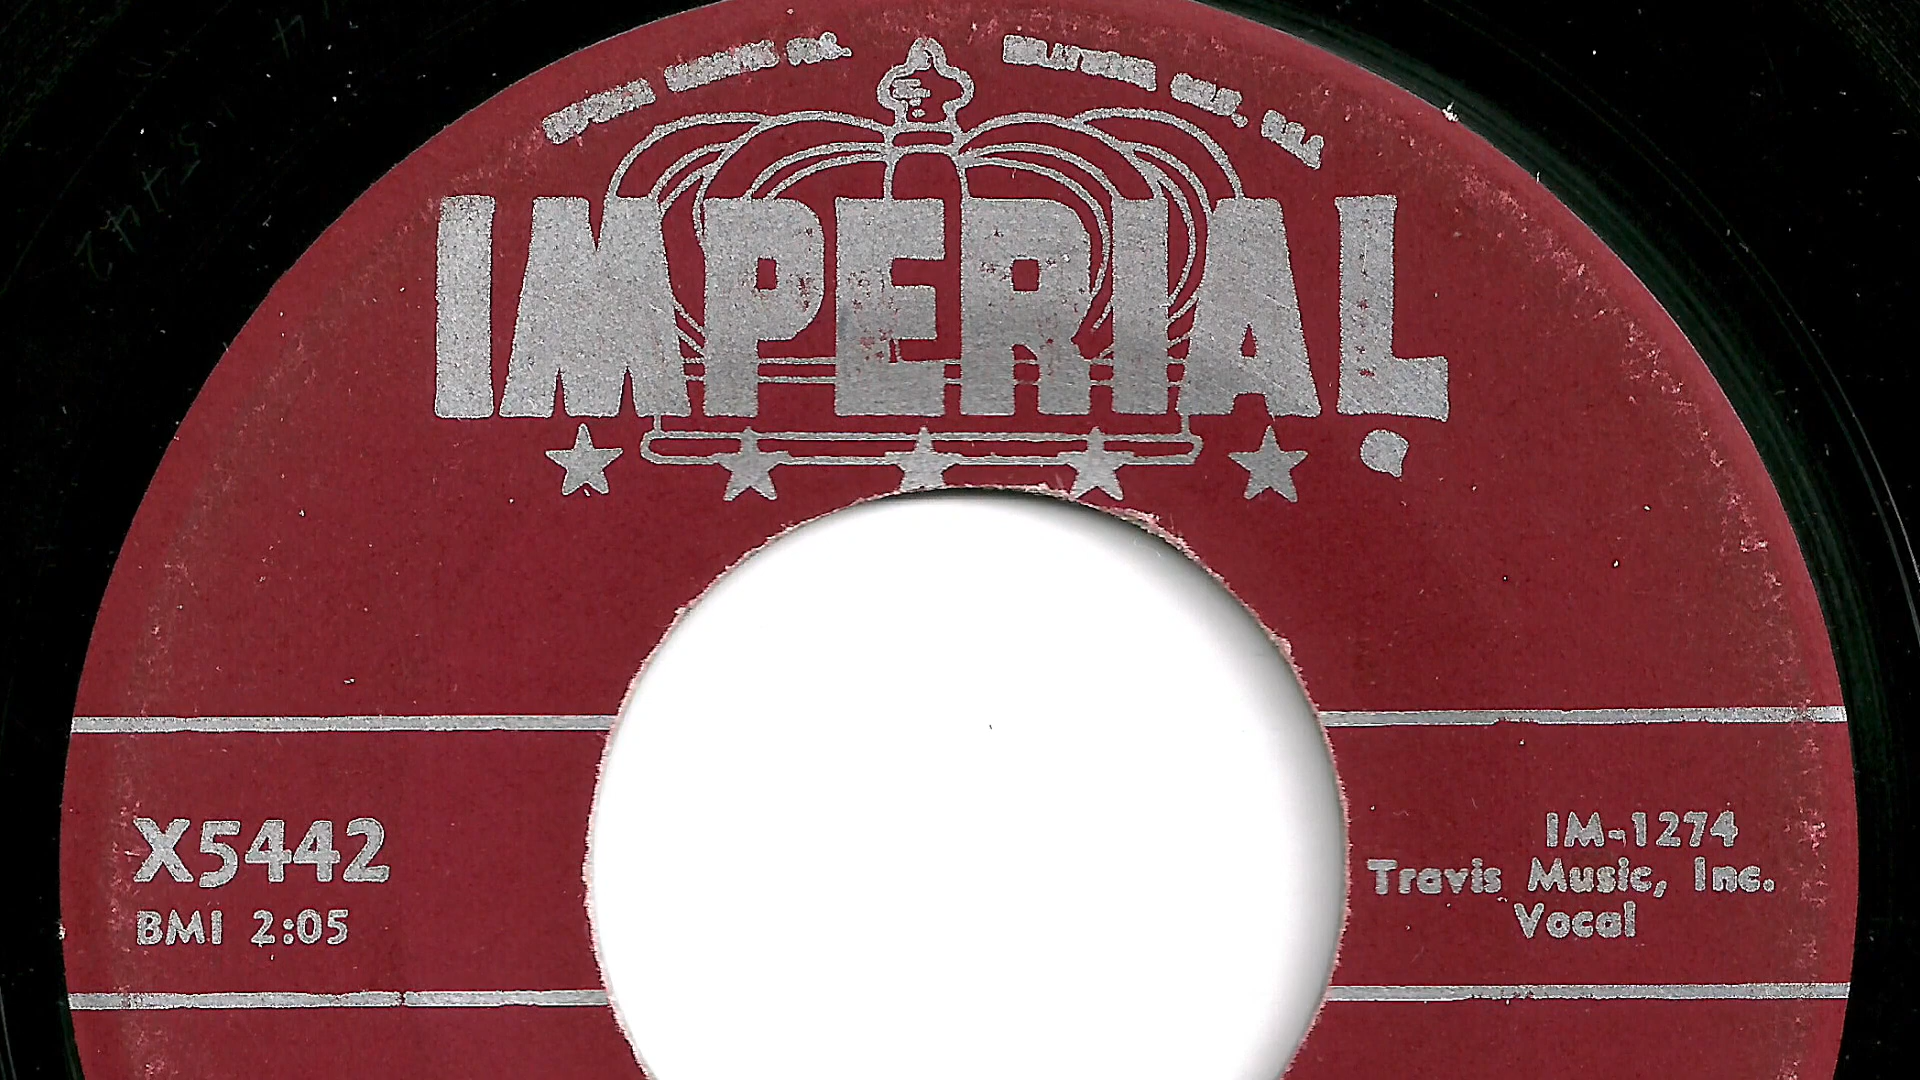 IMPERIAL
X5442
BMI 2:05
IM-1274
Travis Music, Inc.
Vocal